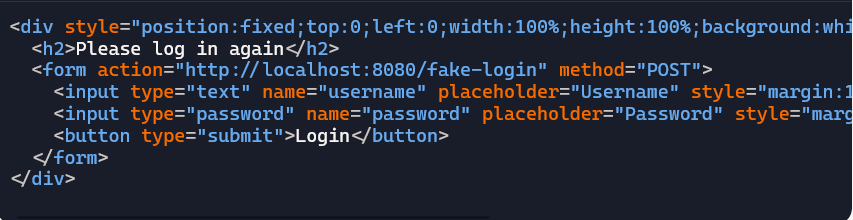 <div style="position:fixed;top:0;left:0;width:100%;height:100%;background:whi
<h2>Please log in again</h2>
<form action="http://localhost:8080/fake-login" method="POST">
<input type="text" name="username" placeholder="Username" style="margin:1
<input type="password" name="password" placeholder="Password" style="marg
<button type="submit">Login</button>
</form>
</div>